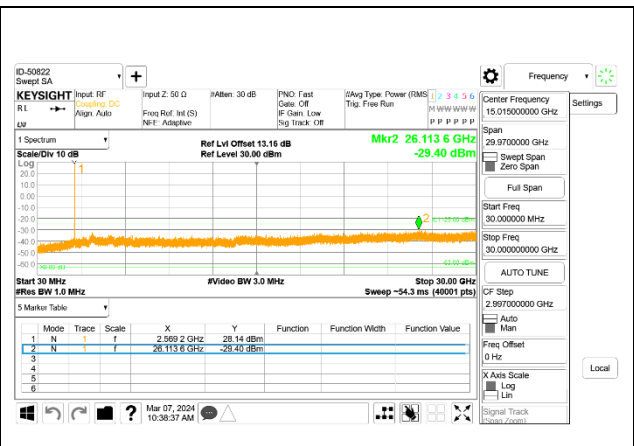 ID-50822
Swept SA
Frequency
Settings
KEYSIGHT
RL
Input: RF
Coupling: DC
Align: Auto
Input Z: 50 Ω
Freq Ref: Int (S)
NFE: Adaptive
#Atten: 30 dB
PNO: Fast
Gate: Off
IF Gain: Low
Sig Track: Off
#Avg Type: Power (RMS
Trig: Free Run
1 2 3 4 5 6
M W W W W W
P P P P P P
1 Spectrum
Scale/Div 10 dB
Ref Lvl Offset 13.16 dB
Ref Level 30.00 dBm
Mkr2 26.113 6 GHz
-29.40 dBm
Log
20.0
10.0
0.00
-10.0
-20.0
-30.0
-40.0
-50.0
-60.0
1
2
Start 30 MHz
#Res BW 1.0 MHz
#Video BW 3.0 MHz
Stop 30.00 GHz
Sweep ~54.3 ms (40001 pts)
5 Marker Table
Mode Trace Scale X Y Function Function Width Function Value
1 N 1 f 2.569 2 GHz 28.14 dBm
2 N 1 f 26.113 6 GHz -29.40 dBm
3
4
5
6
Mar 07, 2024
10:38:37 AM
Center Frequency
15.015000000 GHz
Span
29.9700000 GHz
Swept Span
Zero Span
Full Span
Start Freq
30.000000 MHz
Stop Freq
30.000000000 GHz
AUTO TUNE
CF Step
2.997000000 GHz
Auto
Man
Freq Offset
0 Hz
X Axis Scale
Log
Lin
Signal Track
(Span Zoom)
Local